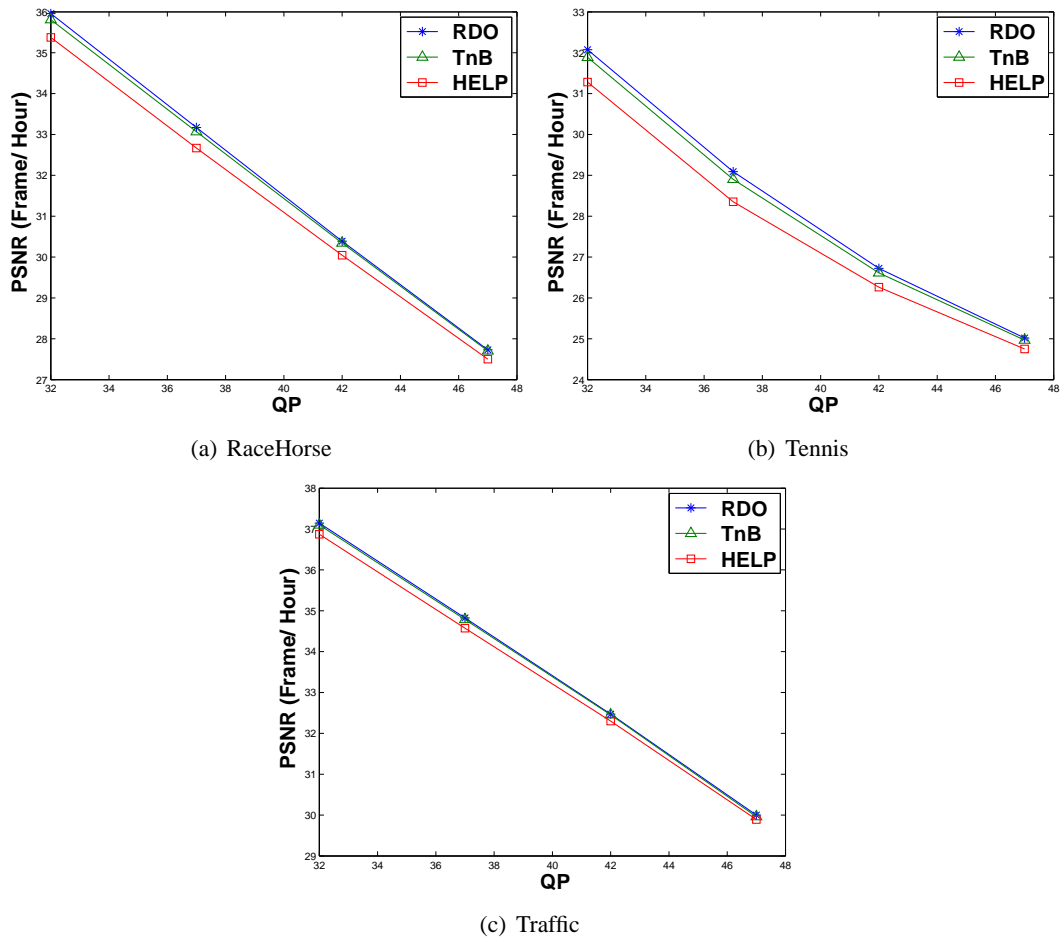 36
35
34
33
32
31
30
29
28
27
32 34 36 38 40 42 44 46 48
PSNR (Frame/ Hour)
QP
RDO
TnB
HELP
(a) RaceHorse
33
32
31
30
29
28
27
26
25
24
32 34 36 38 40 42 44 46 48
PSNR (Frame/ Hour)
QP
RDO
TnB
HELP
(b) Tennis
38
37
36
35
34
33
32
31
30
29
32 34 36 38 40 42 44 46 48
PSNR (Frame/ Hour)
QP
RDO
TnB
HELP
(c) Traffic